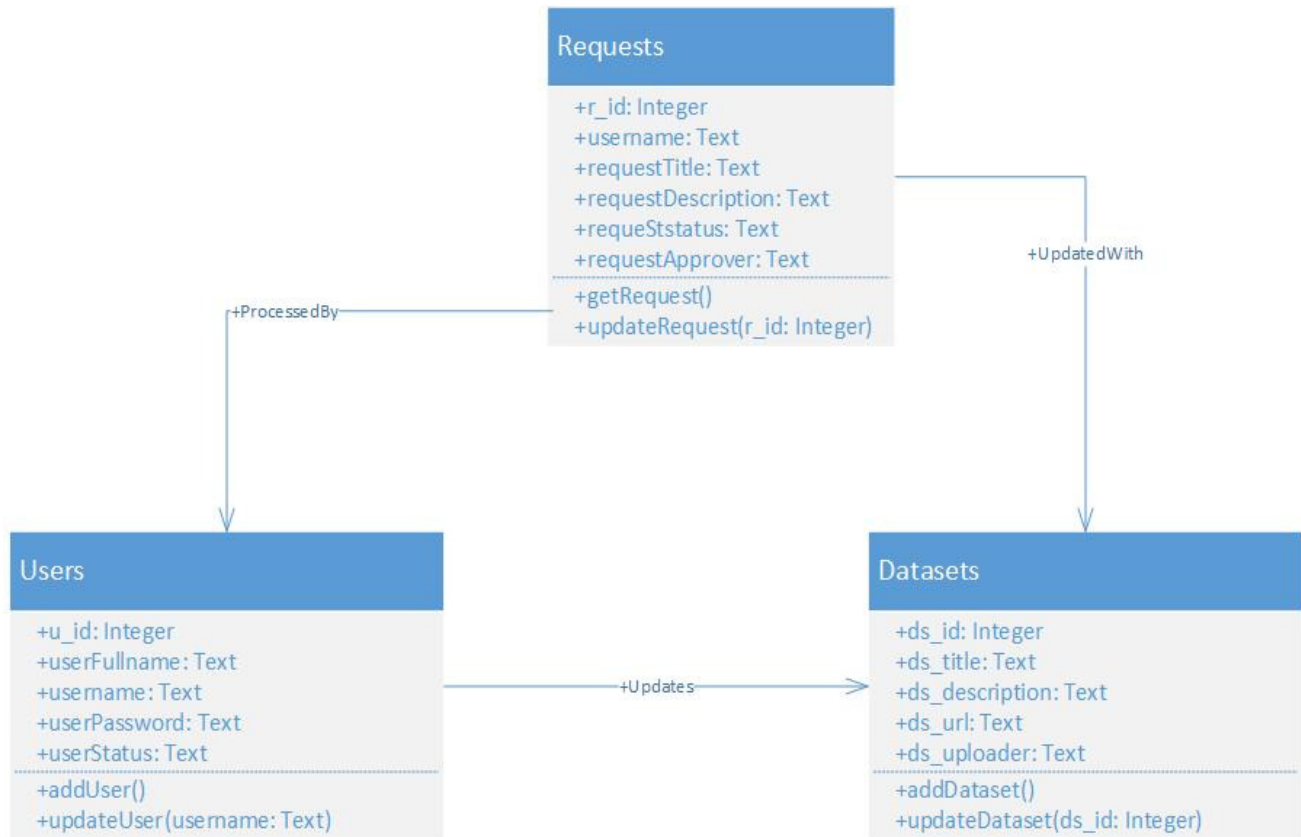 Requests
+r_id: Integer
+username: Text
+requestTitle: Text
+requestDescription: Text
+requeStstatus: Text
+requestApprover: Text
+getRequest()
+updateRequest(r_id: Integer)
+UpdatedWith
+ProcessedBy
Users
+u_id: Integer
+userFullname: Text
+username: Text
+userPassword: Text
+userStatus: Text
+addUser()
+updateUser(username: Text)
+Updates
Datasets
+ds_id: Integer
+ds_title: Text
+ds_description: Text
+ds_url: Text
+ds_uploader: Text
+addDataset()
+updateDataset(ds_id: Integer)